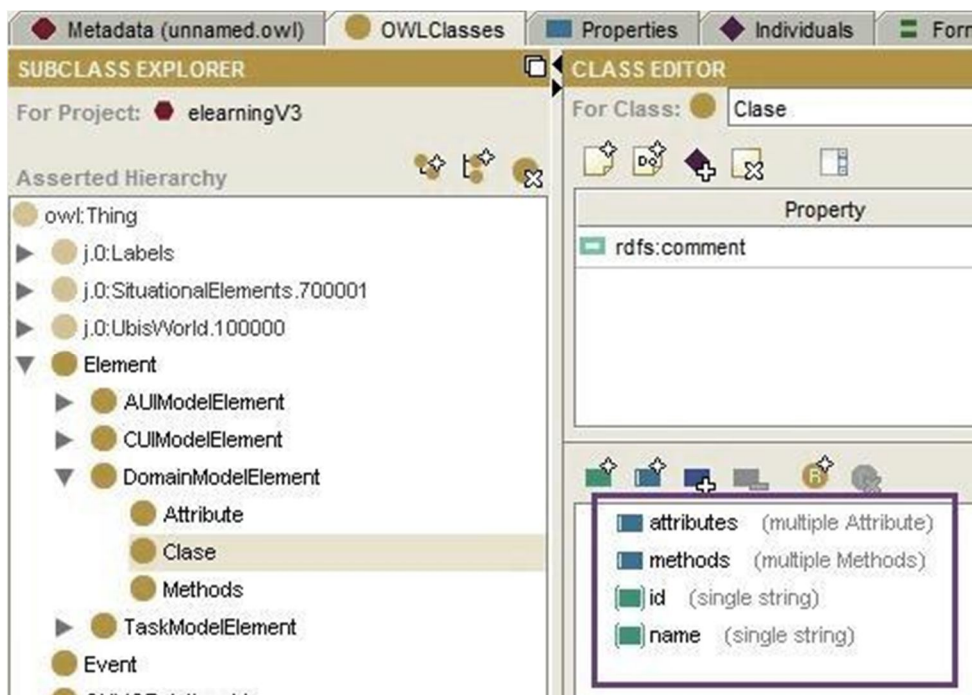 Metadata (unnamed.owl) OWLClasses Properties Individuals Forr
SUBCLASS EXPLORER
For Project: elearningV3
Asserted Hierarchy
owl:Thing
j.0:Labels
j.0:SituationalElements.700001
j.0:UbisWorld.100000
Element
AUIModelElement
CUIModelElement
DomainModelElement
Attribute
Clase
Methods
TaskModelElement
Event
CLASS EDITOR
For Class: Clase
Property
rdfs:comment
attributes (multiple Attribute)
methods (multiple Methods)
id (single string)
name (single string)